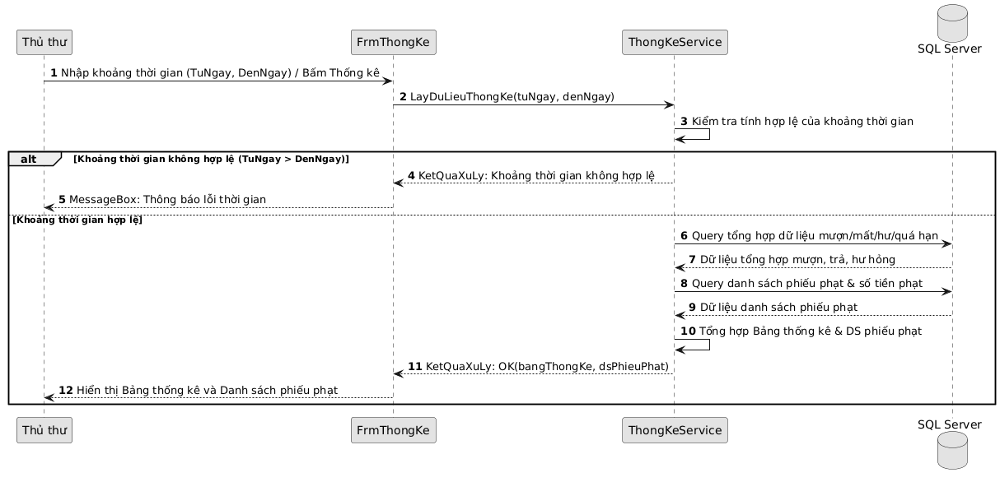 SQL Server
Thủ thư
FrmThongKe
ThongKeService
1 Nhập khoảng thời gian (TuNgay, DenNgay) / Bấm Thống kê
2 LayDuLieuThongKe(tuNgay, denNgay)
3 Kiểm tra tính hợp lệ của khoảng thời gian
alt [Khoảng thời gian không hợp lệ (TuNgay > DenNgay)]
4 KetQuaXuLy: Khoảng thời gian không hợp lệ
5 MessageBox: Thông báo lỗi thời gian
[Khoảng thời gian hợp lệ]
6 Query tổng hợp dữ liệu mượn/mất/hư/quá hạn
7 Dữ liệu tổng hợp mượn, trả, hư hỏng
8 Query danh sách phiếu phạt & số tiền phạt
9 Dữ liệu danh sách phiếu phạt
10 Tổng hợp Bảng thống kê & DS phiếu phạt
11 KetQuaXuLy: OK(bangThongKe, dsPhieuPhat)
12 Hiển thị Bảng thống kê và Danh sách phiếu phạt
Thủ thư
FrmThongKe
ThongKeService
SQL Server